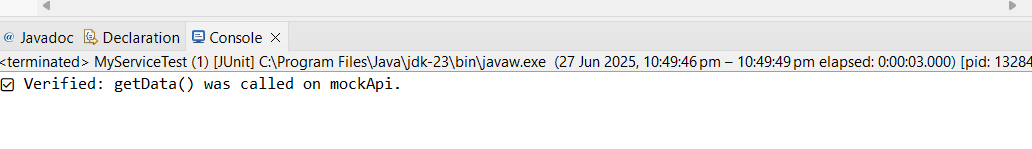 @ Javadoc Declaration Console ×
<terminated> MyServiceTest (1) [JUnit] C:\Program Files\Java\jdk-23\bin\javaw.exe (27 Jun 2025, 10:49:46 pm – 10:49:49 pm elapsed: 0:00:03.000) [pid: 13284
☑ Verified: getData() was called on mockApi.